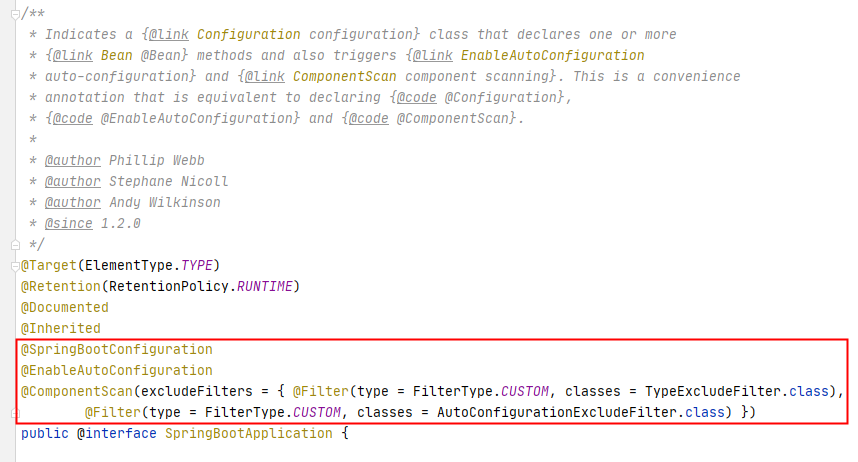 /**
 * Indicates a {@link Configuration configuration} class that declares one or more
 * {@link Bean @Bean} methods and also triggers {@link EnableAutoConfiguration
 * auto-configuration} and {@link ComponentScan component scanning}. This is a convenience
 * annotation that is equivalent to declaring {@code @Configuration},
 * {@code @EnableAutoConfiguration} and {@code @ComponentScan}.
 *
 * @author Phillip Webb
 * @author Stephane Nicoll
 * @author Andy Wilkinson
 * @since 1.2.0
 */
@Target(ElementType.TYPE)
@Retention(RetentionPolicy.RUNTIME)
@Documented
@Inherited
@SpringBootConfiguration
@EnableAutoConfiguration
@ComponentScan(excludeFilters = { @Filter(type = FilterType.CUSTOM, classes = TypeExcludeFilter.class),
        @Filter(type = FilterType.CUSTOM, classes = AutoConfigurationExcludeFilter.class) })
public @interface SpringBootApplication {